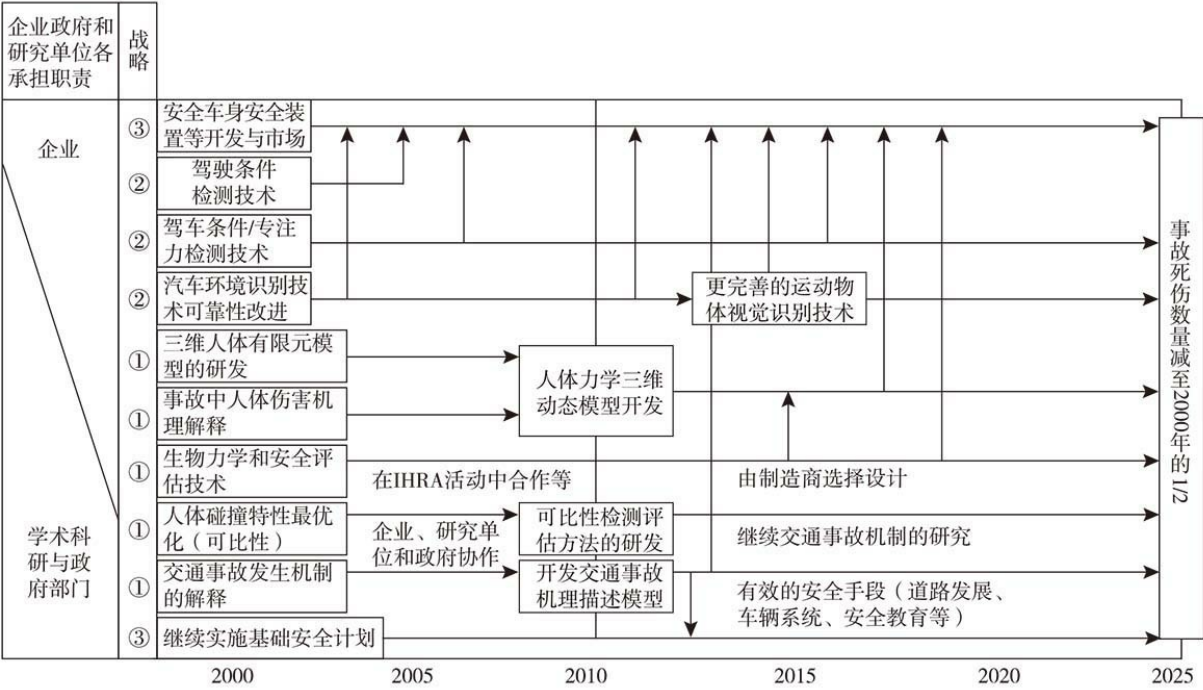 企业政府和
研究单位各
承担职责
战
略
企业
③
安全车身安全装
置等开发与市场
②
驾驶条件
检测技术
②
驾车条件/专注
力检测技术
②
汽车环境识别技
术可靠性改进
更完善的运动物
体视觉识别技术
①
三维人体有限元模
型的研发
人体力学三维
动态模型开发
①
事故中人体伤害机
理解释
①
生物力学和安全评
估技术
在IHRA活动中合作等
由制造商选择设计
①
人体碰撞特性最优
化（可比性）
企业、研究单
位和政府协作
可比性检测评
估方法的研发
继续交通事故机制的研究
学术科
研与政
府部门
①
交通事故发生机制
的解释
开发交通事故
机理描述模型
有效的安全手段（道路发展、
车辆系统、安全教育等）
③
继续实施基础安全计划
事故死伤数量减至2000年的1/2
2000
2005
2010
2015
2020
2025